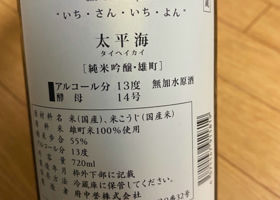 ・いち・さん・いち・よん・
太平海
タイヘイカイ
[純米吟醸・雄町]
アルコール分 13度 無加水原酒
酵母 14号
原材料名 米(国産)、米こうじ(国産米)
原料米 雄町米100%使用
精米歩合 55%
アルコール分 13度
内容量 720ml
製造年月 枠外下部に記載
冷蔵庫に保管してください。
府中誉株式会社
番32号